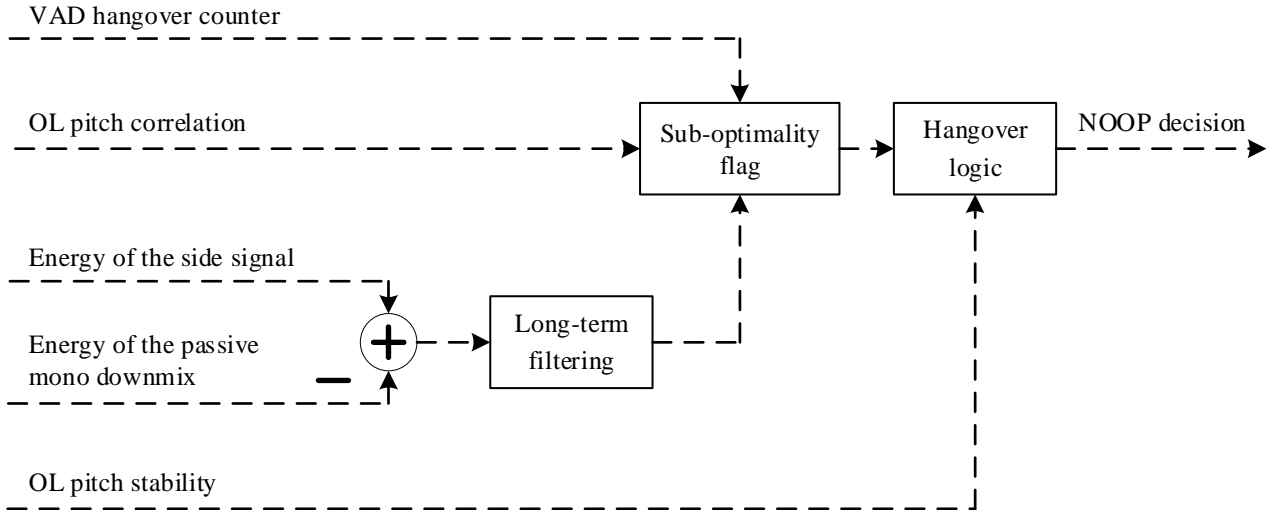 VAD hangover counter
OL pitch correlation
Sub-optimality
flag
Hangover
logic
NOOP decision
Energy of the side signal
Energy of the passive
mono downmix
+
−
Long-term
filtering
OL pitch stability